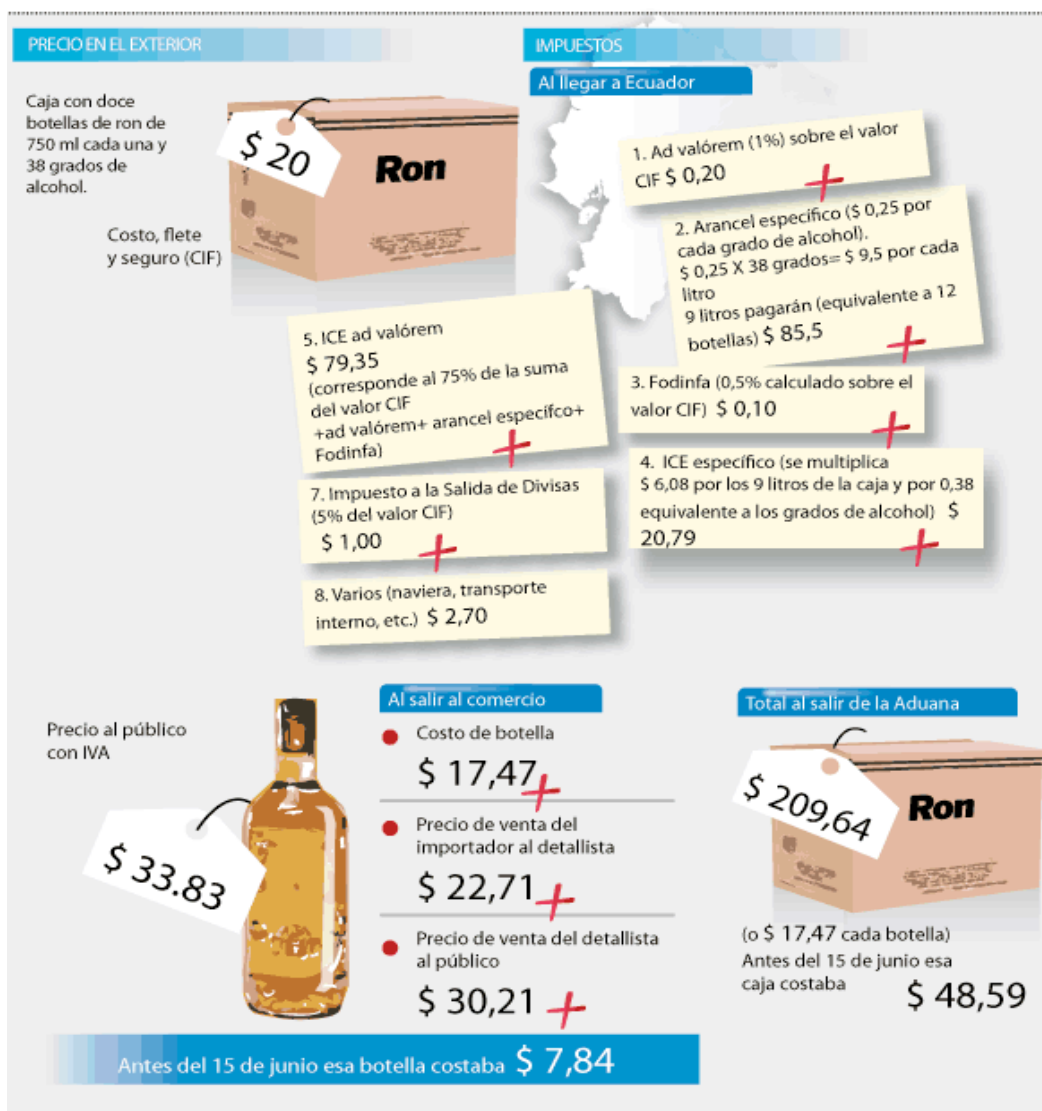 PRECIO EN EL EXTERIOR
Caja con doce
botellas de ron de
750 ml cada una y
38 grados de
alcohol.
$ 20
Ron
Costo, flete
y seguro (CIF)
IMPUESTOS
Al llegar a Ecuador
1. Ad valórem (1%) sobre el valor
CIF $ 0,20
2. Arancel específico ($ 0,25 por
cada grado de alcohol).
$ 0,25 X 38 grados= $ 9,5 por cada
litro
9 litros pagarán (equivalente a 12
botellas) $ 85,5
3. Fodinfa (0,5% calculado sobre el
valor CIF) $ 0,10
4. ICE específico (se multiplica
$ 6,08 por los 9 litros de la caja y por 0,38
equivalente a los grados de alcohol) $
20,79
5. ICE ad valórem
$ 79,35
(corresponde al 75% de la suma
del valor CIF
+ad valórem+ arancel específco+
Fodinfa)
7. Impuesto a la Salida de Divisas
(5% del valor CIF)
$ 1,00
8. Varios (naviera, transporte
interno, etc.) $ 2,70
Precio al público
con IVA
$ 33.83
Al salir al comercio
Costo de botella
$ 17,47
Precio de venta del
importador al detallista
$ 22,71
Precio de venta del detallista
al público
$ 30,21
Antes del 15 de junio esa botella costaba $ 7,84
Total al salir de la Aduana
$ 209,64
Ron
(o $ 17,47 cada botella)
Antes del 15 de junio esa
caja costaba $ 48,59